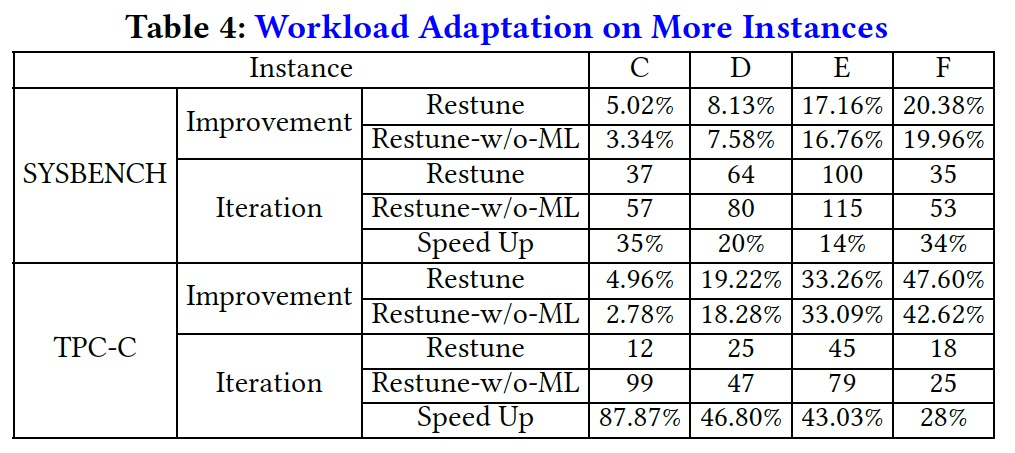 Table 4: Workload Adaptation on More Instances
Instance C D E F
SYSBENCH Improvement Restune 5.02% 8.13% 17.16% 20.38%
Restune-w/o-ML 3.34% 7.58% 16.76% 19.96%
Iteration Restune 37 64 100 35
Restune-w/o-ML 57 80 115 53
Speed Up 35% 20% 14% 34%
TPC-C Improvement Restune 4.96% 19.22% 33.26% 47.60%
Restune-w/o-ML 2.78% 18.28% 33.09% 42.62%
Iteration Restune 12 25 45 18
Restune-w/o-ML 99 47 79 25
Speed Up 87.87% 46.80% 43.03% 28%